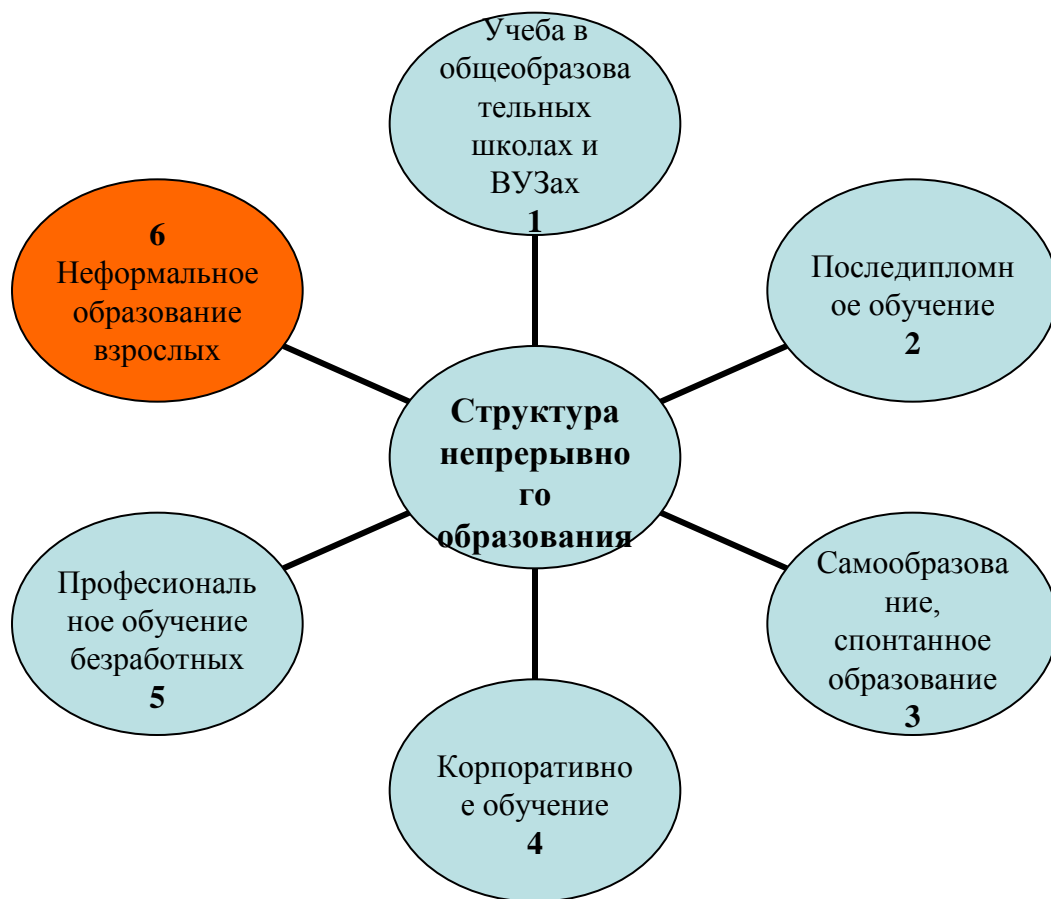 Учеба в
общеобразова
тельных
школах и
ВУЗах
1
6
Неформальное
образование
взрослых
Последипломн
ое обучение
2
Структура
непрерывно
го
образования
Професиональ
ное обучение
безработных
5
Самообразова
ние,
спонтанное
образование
3
Корпоративно
е обучение
4